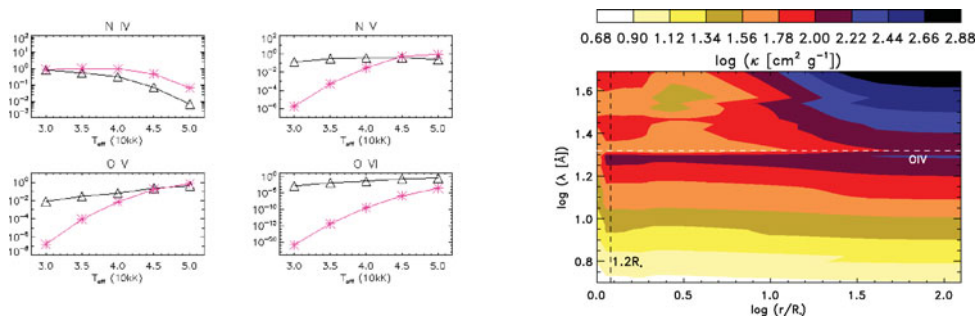 N IV
10² 10⁰ 10⁻¹ 10⁻² 10⁻³
3.0 3.5 4.0 4.5 5.0
T_eff (10kK)
N V
10² 10⁰ 10⁻² 10⁻⁴ 10⁻⁶
3.0 3.5 4.0 4.5 5.0
T_eff (10kK)
O V
10⁰ 10⁻² 10⁻⁴ 10⁻⁶ 10⁻⁸
3.0 3.5 4.0 4.5 5.0
T_eff (10kK)
O VI
3.0 3.5 4.0 4.5 5.0
T_eff (10kK)
0.68 0.90 1.12 1.34 1.56 1.78 2.00 2.22 2.44 2.66 2.88
log (κ [cm² g⁻¹])
log (λ [Å])
1.6
1.4
1.2
1.0
0.8
OIV
1.2R*
0.0 0.5 1.0 1.5 2.0
log (r/R*)